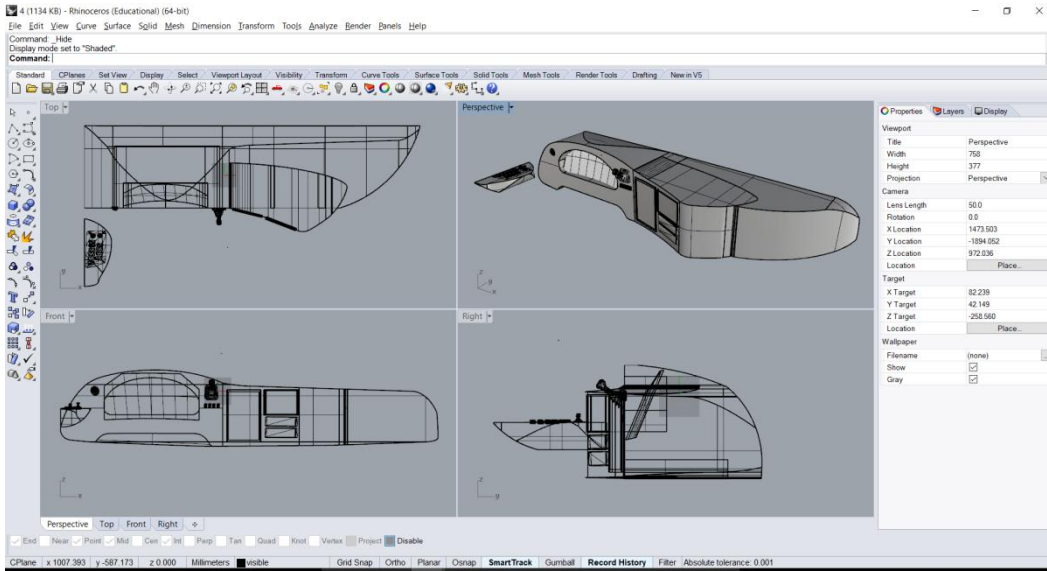 4 (1134 KB) - Rhinoceros (Educational) (64-bit)
File Edit View Curve Surface Solid Mesh Dimension Transform Tools Analyze Render Panels Help
Command: _Hide
Display mode set to "Shaded".
Command:
Standard CPlanes Set View Display Select Viewport Layout Visibility Transform Curve Tools Surface Tools Solid Tools Mesh Tools Render Tools Drafting New in V5
Top
Perspective
Properties Layers Display
Viewport
Title Perspective
Width 758
Height 377
Projection Perspective
Camera
Lens Length 50.0
Rotation 0.0
X Location 1473.503
Y Location -1894.052
Z Location 972.036
Location Place...
Target
X Target 82.239
Y Target 42.149
Z Target -258.560
Location Place...
Wallpaper
Filename (none)
Show
Gray
y
x
z
y
x
Front
Right
z
x
z
y
Perspective Top Front Right
End Near Point Mid Cen Int Perp Tan Quad Knot Vertex Project Disable
CPlane x 1007.393 y -587.173 z 0.000 Millimeters visible Grid Snap Ortho Planar Osnap SmartTrack Gumball Record History Filter Absolute tolerance: 0.001